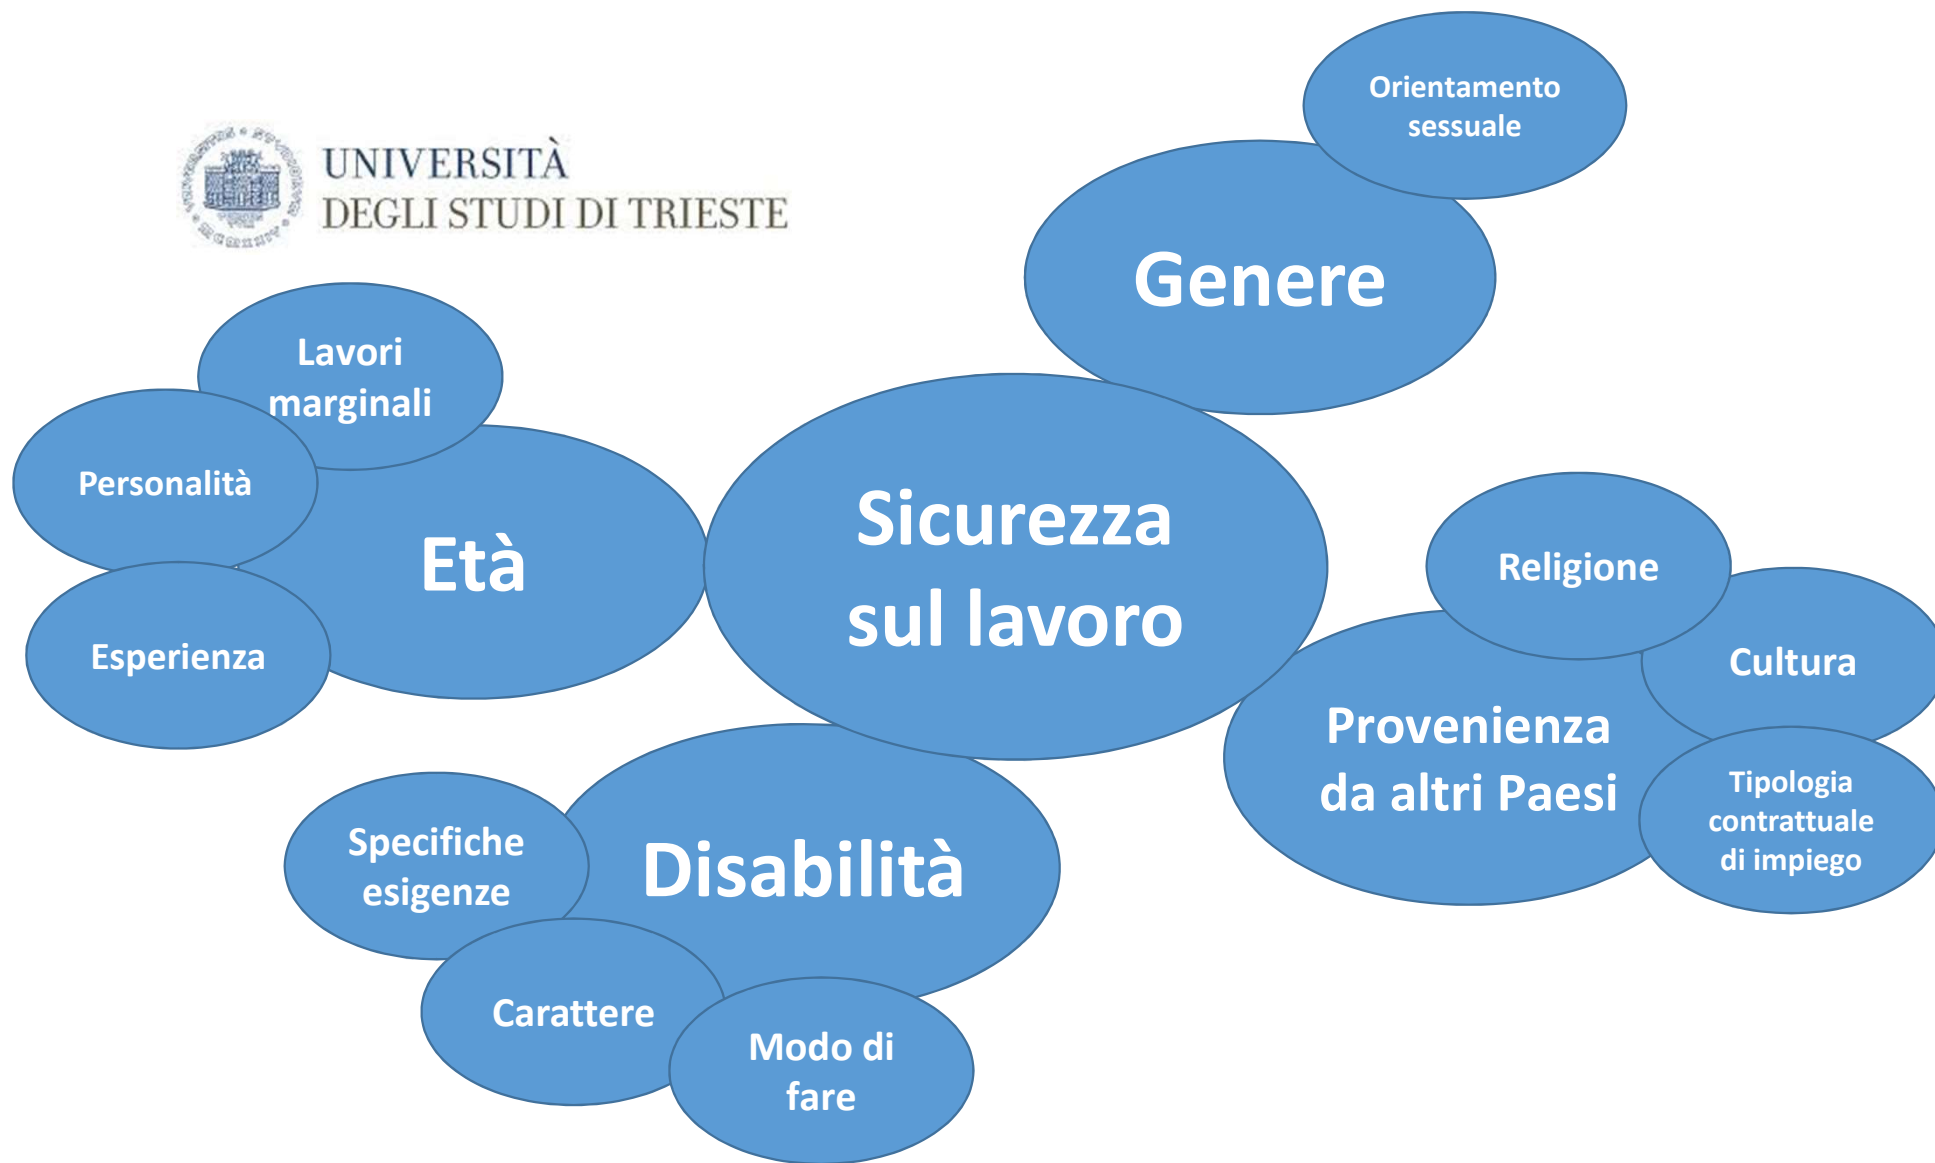 UNIVERSITÀ
DEGLI STUDI DI TRIESTE
Orientamento
sessuale
Genere
Lavori
marginali
Personalità
Età
Esperienza
Sicurezza
sul lavoro
Religione
Cultura
Provenienza
da altri Paesi
Tipologia
contrattuale
di impiego
Specifiche
esigenze
Disabilità
Carattere
Modo di
fare